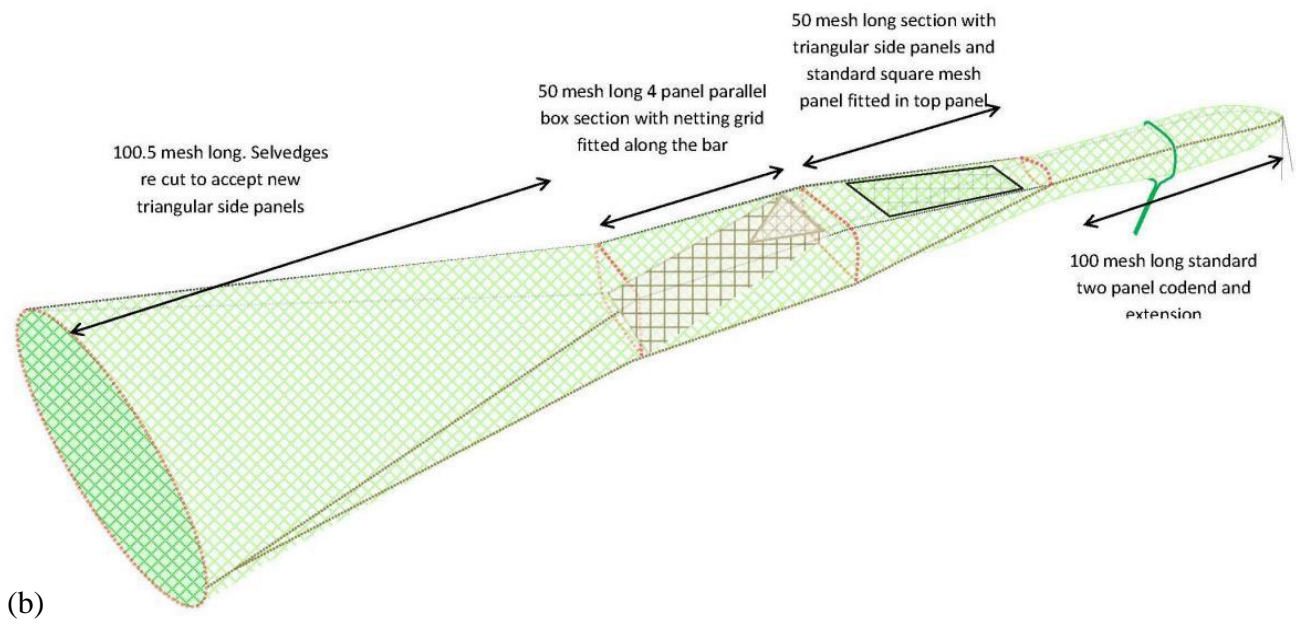 50 mesh long section with
triangular side panels and
standard square mesh
panel fitted in top panel
50 mesh long 4 panel parallel
box section with netting grid
fitted along the bar
100.5 mesh long. Selvedges
re cut to accept new
triangular side panels
100 mesh long standard
two panel codend and
extension
(b)